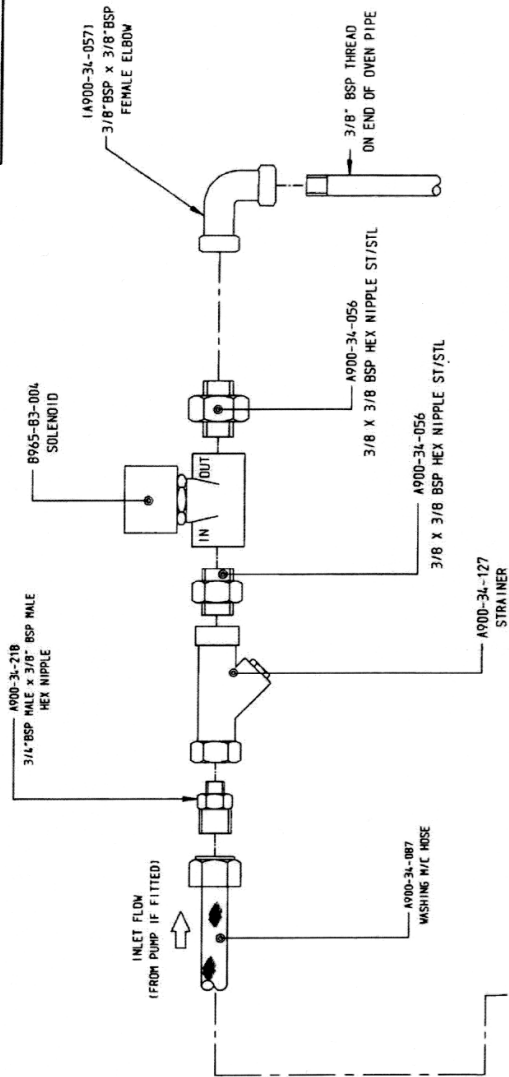 INLET FLOW
(FROM PUMP IF FITTED)
A900-34-087
WASHING M/C HOSE
A900-34-218
3/4"BSP MALE x 3/8" BSP MALE
HEX NIPPLE
A900-34-127
STRAINER
A900-34-056
3/8 X 3/8 BSP HEX NIPPLE ST/STL
B965-83-004
SOLENOID
IN
OUT
A900-34-056
3/8 X 3/8 BSP HEX NIPPLE ST/STL
(A900-34-057)
3/8"BSP x 3/8"BSP
FEMALE ELBOW
3/8" BSP THREAD
ON END OF OVEN PIPE